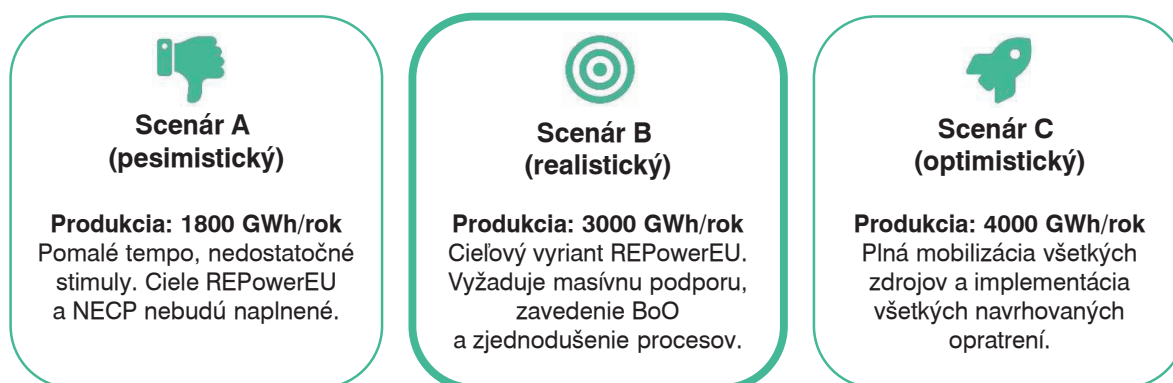 Scenár A
(pesimistický)
Produkcia: 1800 GWh/rok
Pomalé tempo, nedostatočné
stimuly. Ciele REPowerEU
a NECP nebudú naplnené.
Scenár B
(realistický)
Produkcia: 3000 GWh/rok
Cieľový vyriant REPowerEU.
Vyžaduje masívnu podporu,
zavedenie BoO
a zjednodušenie procesov.
Scenár C
(optimistický)
Produkcia: 4000 GWh/rok
Plná mobilizácia všetkých
zdrojov a implementácia
všetkých navrhovaných
opratrení.